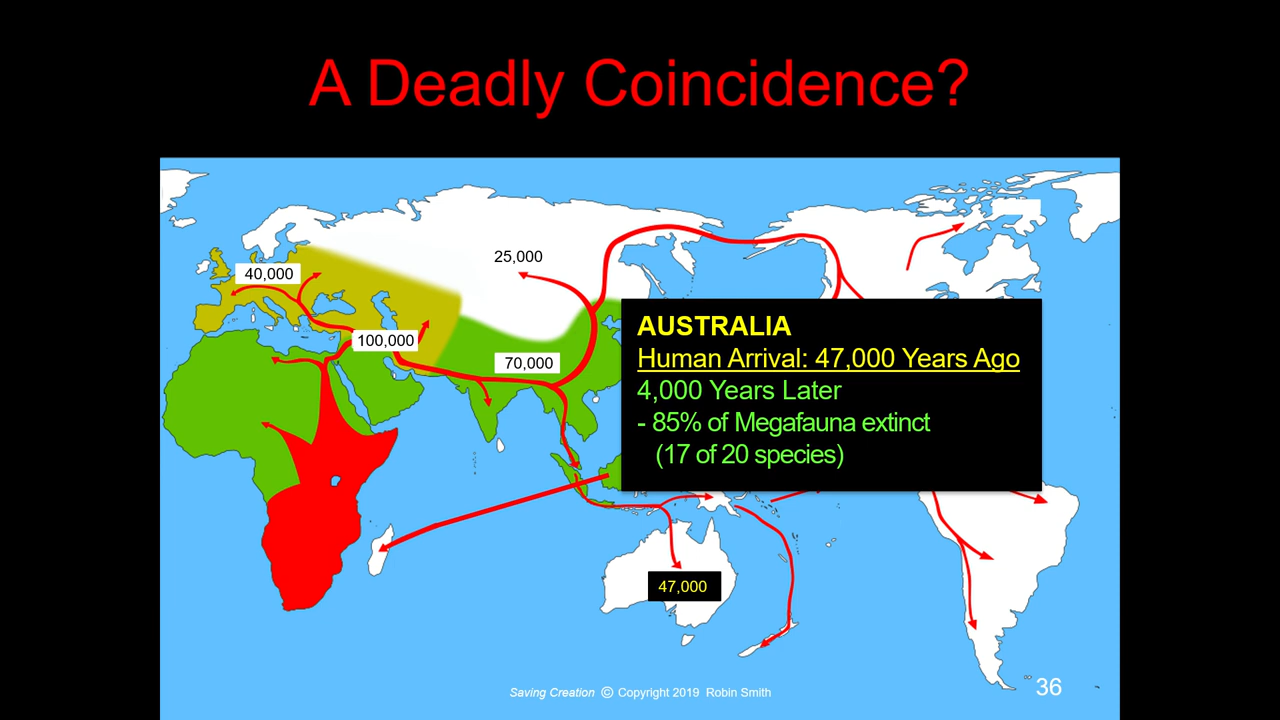 A Deadly Coincidence?
25,000
40,000
100,000
70,000
AUSTRALIA
Human Arrival: 47,000 Years Ago
4,000 Years Later
- 85% of Megafauna extinct
(17 of 20 species)
47,000
Saving Creation © Copyright 2019 Robin Smith
36